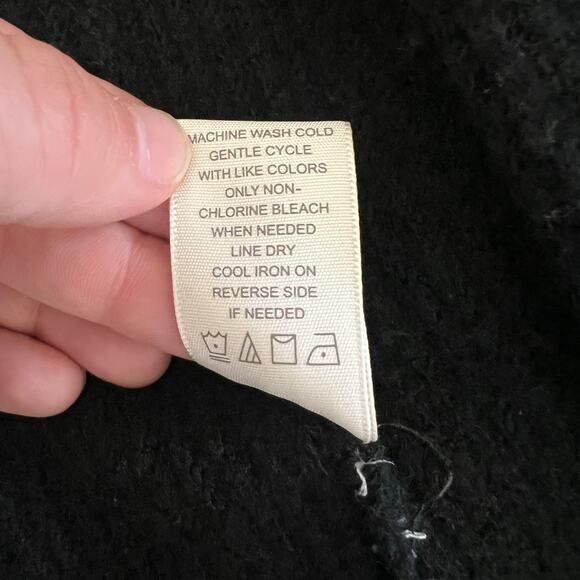 MACHINE WASH COLD
GENTLE CYCLE
WITH LIKE COLORS
ONLY NON-
CHLORINE BLEACH
WHEN NEEDED
LINE DRY
COOL IRON ON
REVERSE SIDE
IF NEEDED